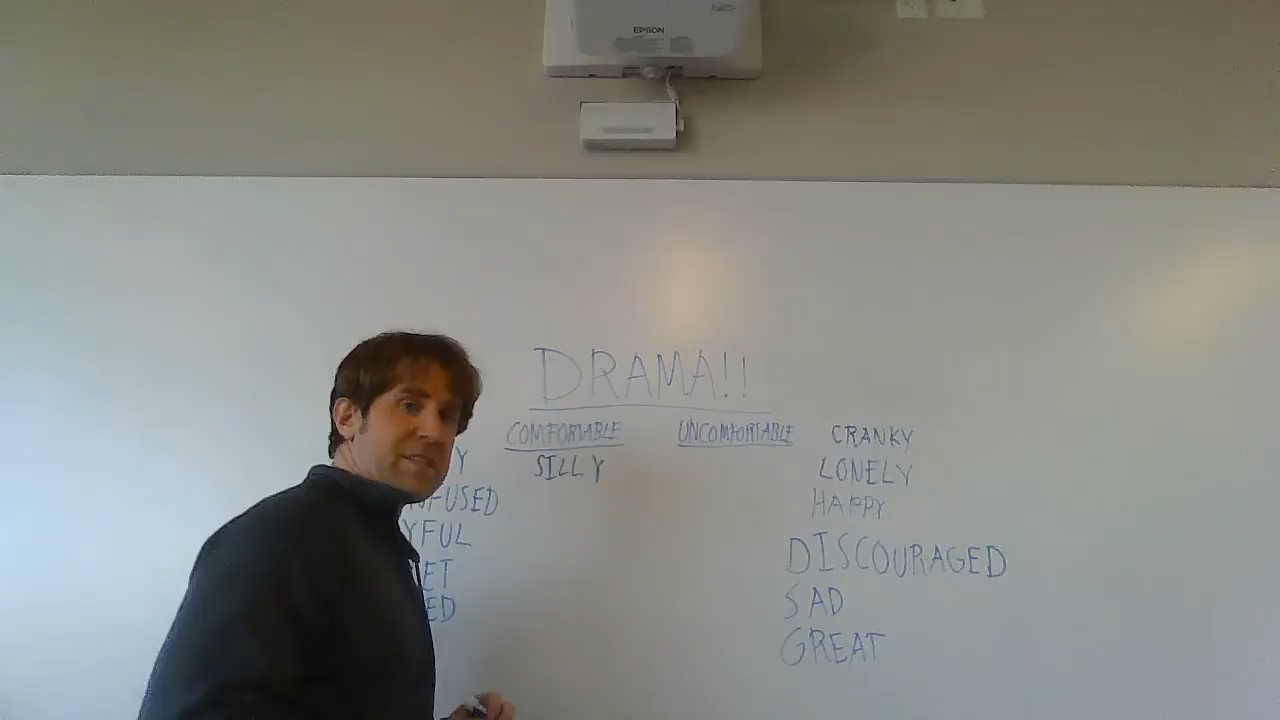 EPSON
DRAMA!!
COMFORTABLE UNCOMFORTABLE CRANKY
SILLY LONELY
HAPPY
DISCOURAGED
SAD
GREAT